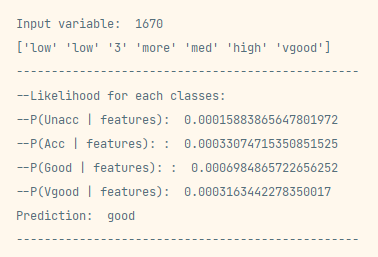 Input variable:  1670
['low' 'low' '3' 'more' 'med' 'high' 'vgood']
-------------------------------------------------
--Likelihood for each classes:
--P(Unacc | features):  0.00015883865647801972
--P(Acc | features): :  0.00033074715350851525
--P(Good | features): :  0.0006984865722656252
--P(Vgood | features):  0.0003163442278350017
Prediction:  good
-------------------------------------------------